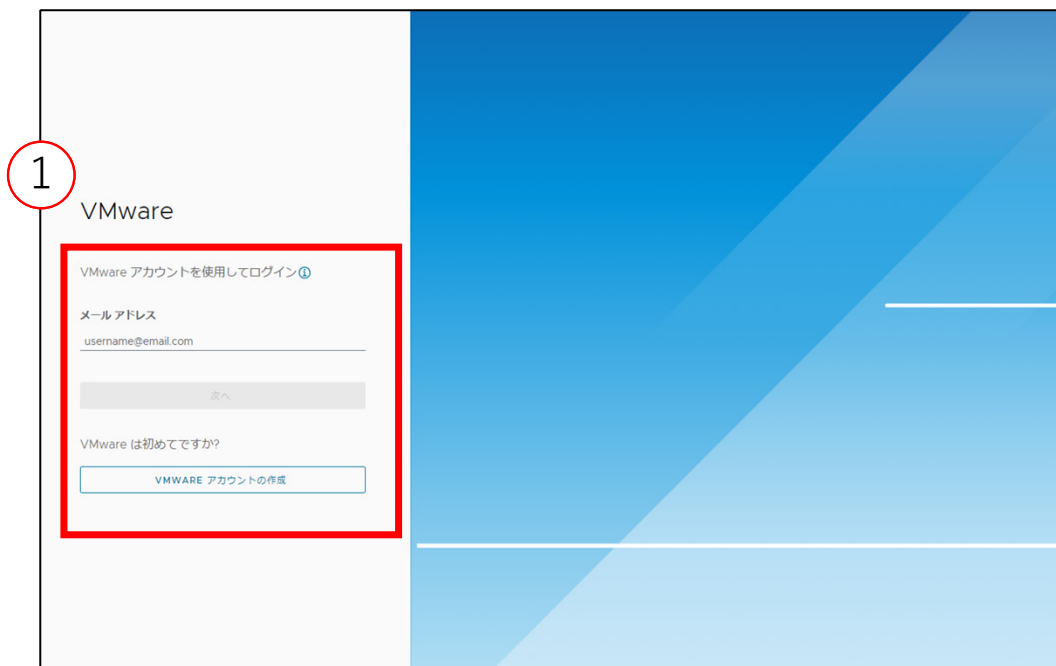 1
VMware
VMware アカウントを使用してログイン
メール アドレス
username@email.com
次へ
VMware は初めてですか?
VMWARE アカウントの作成